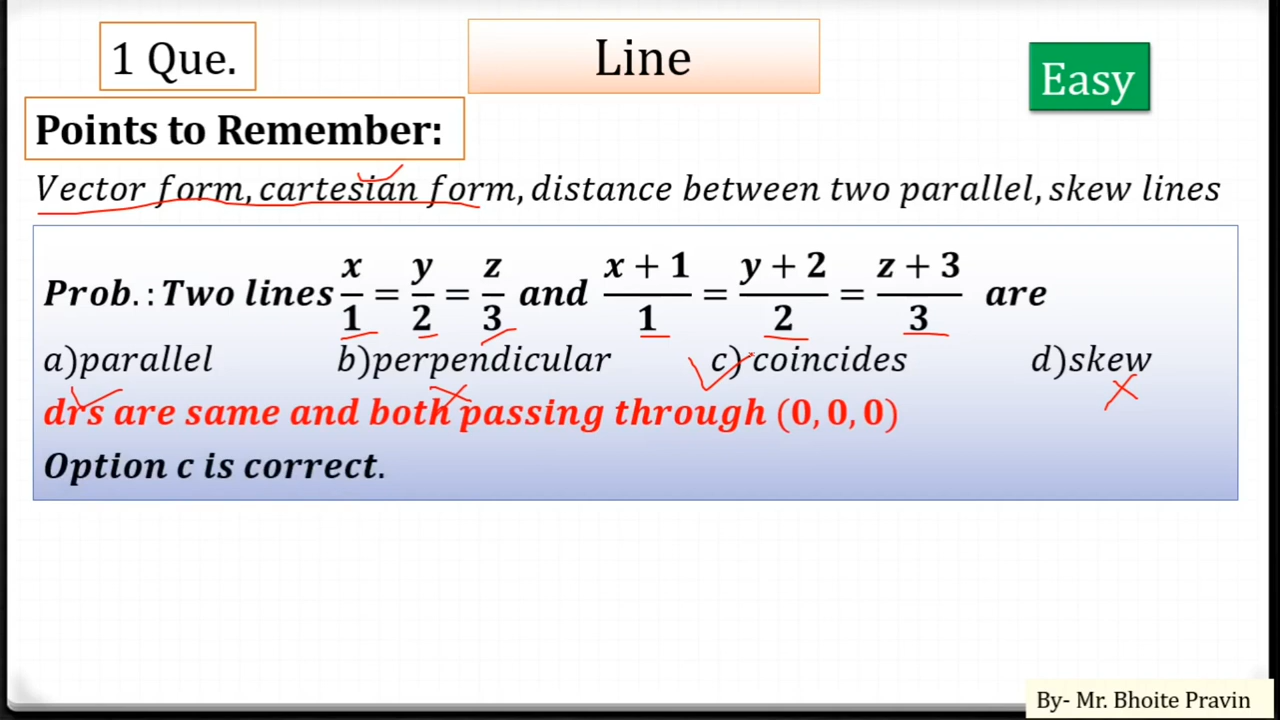 1 Que.
Line
Easy
Points to Remember:
Vector form, cartesian form, distance between two parallel, skew lines
Prob.: Two lines x/1 = y/2 = z/3 and x + 1/1 = y + 2/2 = z + 3/3 are
a)parallel b)perpendicular c)coincides d)skew
drs are same and both passing through (0, 0, 0)
Option c is correct.
By- Mr. Bhoite Pravin